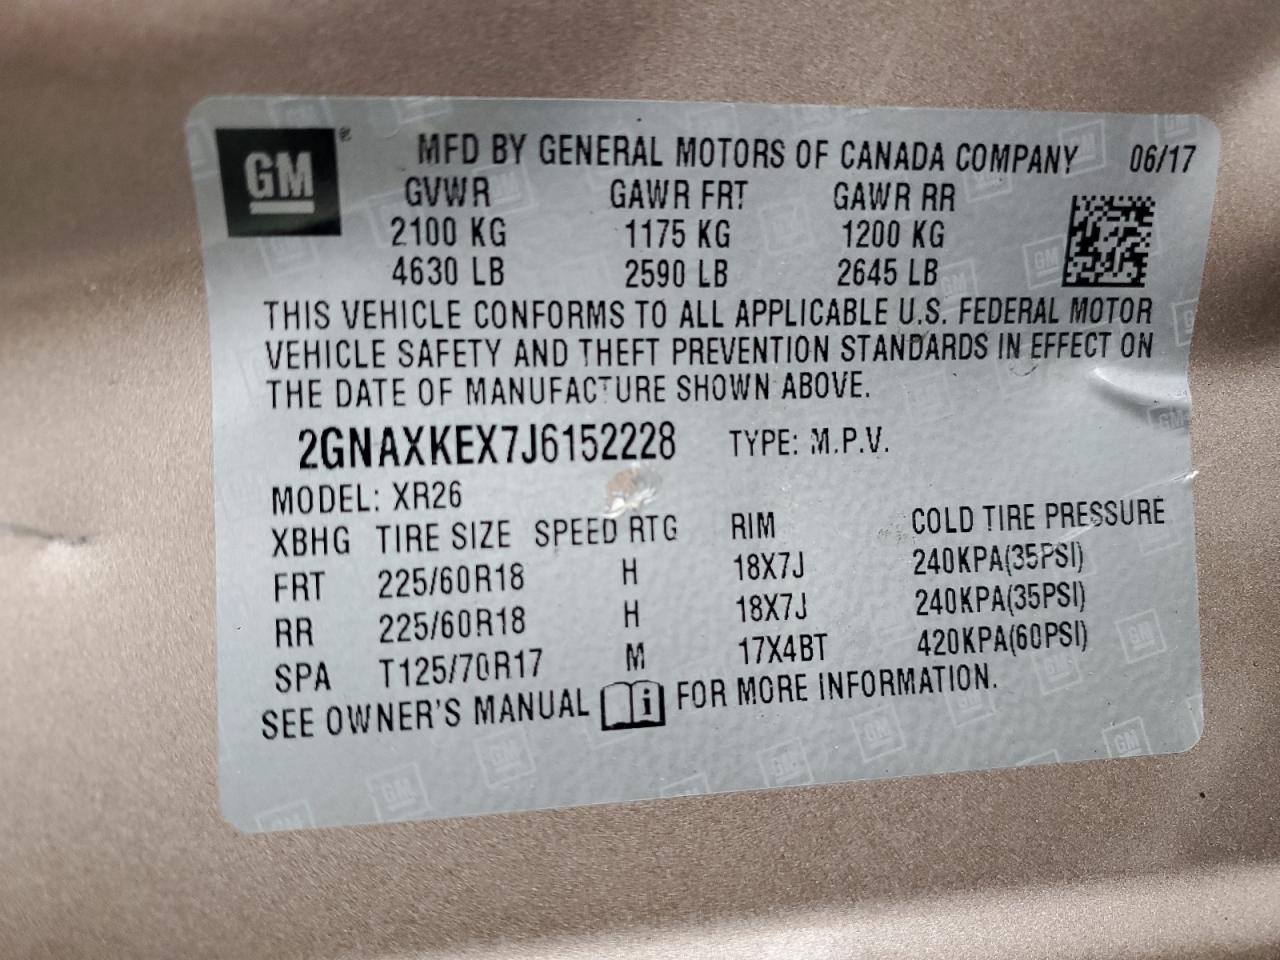 GM ® MFD BY GENERAL MOTORS OF CANADA COMPANY 06/17
GVWR GAWR FRT GAWR RR
2100 KG 1175 KG 1200 KG
4630 LB 2590 LB 2645 LB
THIS VEHICLE CONFORMS TO ALL APPLICABLE U.S. FEDERAL MOTOR
VEHICLE SAFETY AND THEFT PREVENTION STANDARDS IN EFFECT ON
THE DATE OF MANUFACTURE SHOWN ABOVE.
2GNAXKEX7J6152228 TYPE: M.P.V.
MODEL: XR26
XBHG TIRE SIZE SPEED RTG RIM COLD TIRE PRESSURE
FRT 225/60R18 H 18X7J 240KPA(35PSI)
RR 225/60R18 H 18X7J 240KPA(35PSI)
SPA T125/70R17 M 17X4BT 420KPA(60PSI)
SEE OWNER'S MANUAL i FOR MORE INFORMATION.